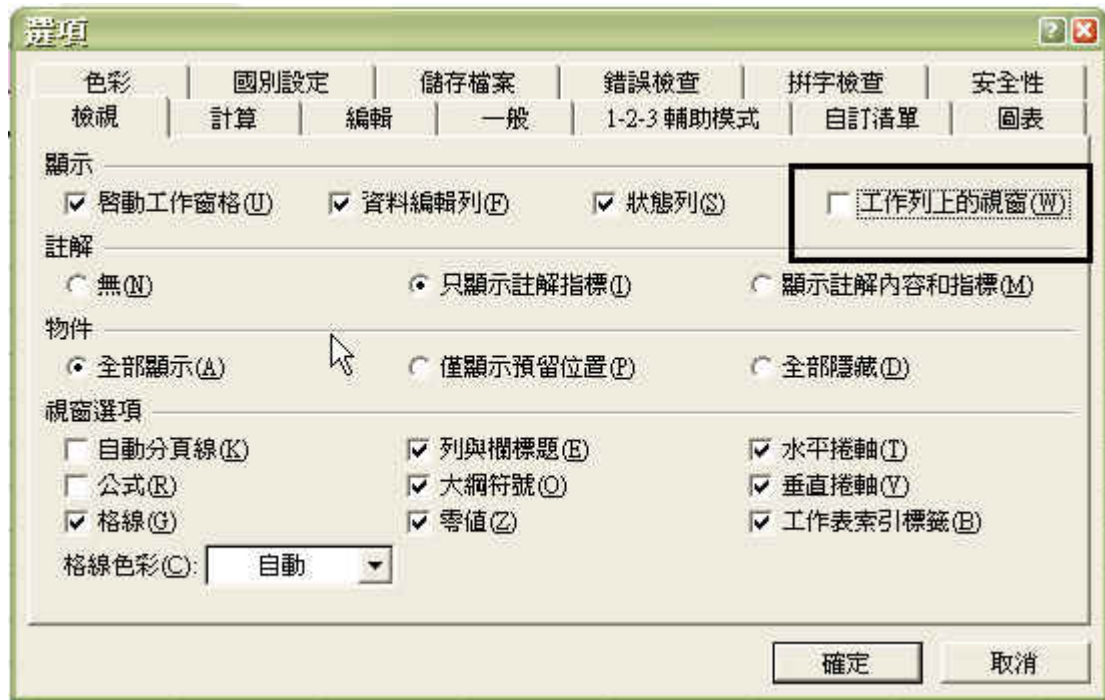 選項
色彩 國別設定 儲存檔案 錯誤檢查 拼字檢查 安全性
檢視 計算 編輯 一般 1-2-3 輔助模式 自訂清單 圖表
顯示
啓動工作窗格(U) 資料編輯列(F) 狀態列(S) 工作列上的視窗(W)
註解
無(N) 只顯示註解指標(I) 顯示註解內容和指標(M)
物件
全部顯示(A) 僅顯示預留位置(P) 全部隱藏(D)
視窗選項
自動分頁線(K) 列與欄標題(E) 水平捲軸(T)
公式(R) 大綱符號(O) 垂直捲軸(V)
格線(G) 零值(Z) 工作表索引標籤(B)
格線色彩(C): 自動
確定 取消